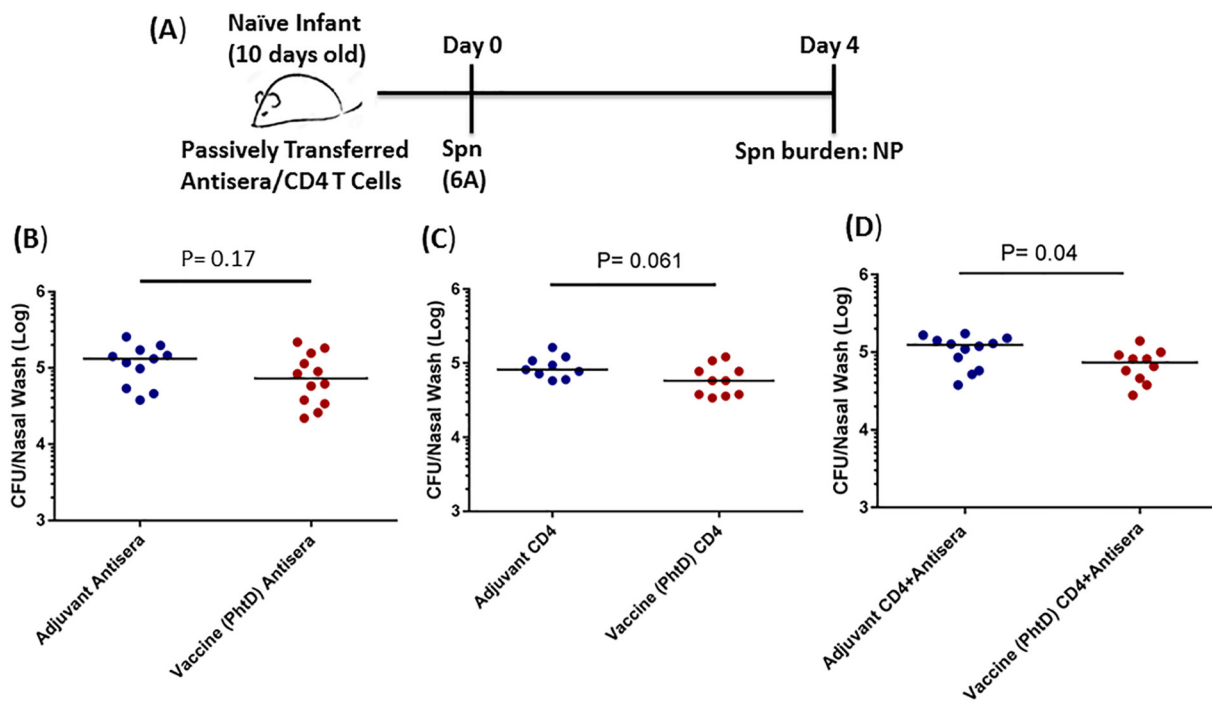 (A)
Naïve Infant
(10 days old)
Day 0
Day 4
Passively Transferred
Antisera/CD4 T Cells
Spn
(6A)
Spn burden: NP
(B)
P= 0.17
CFU/Nasal Wash (Log)
6
5
4
3
Adjuvant Antisera
Vaccine (PhtD) Antisera
(C)
P= 0.061
CFU/Nasal Wash (Log)
6
5
4
3
Adjuvant CD4
Vaccine (PhtD) CD4
(D)
P= 0.04
CFU/Nasal Wash (Log)
6
5
4
3
Adjuvant CD4+Antisera
Vaccine (PhtD) CD4+Antisera